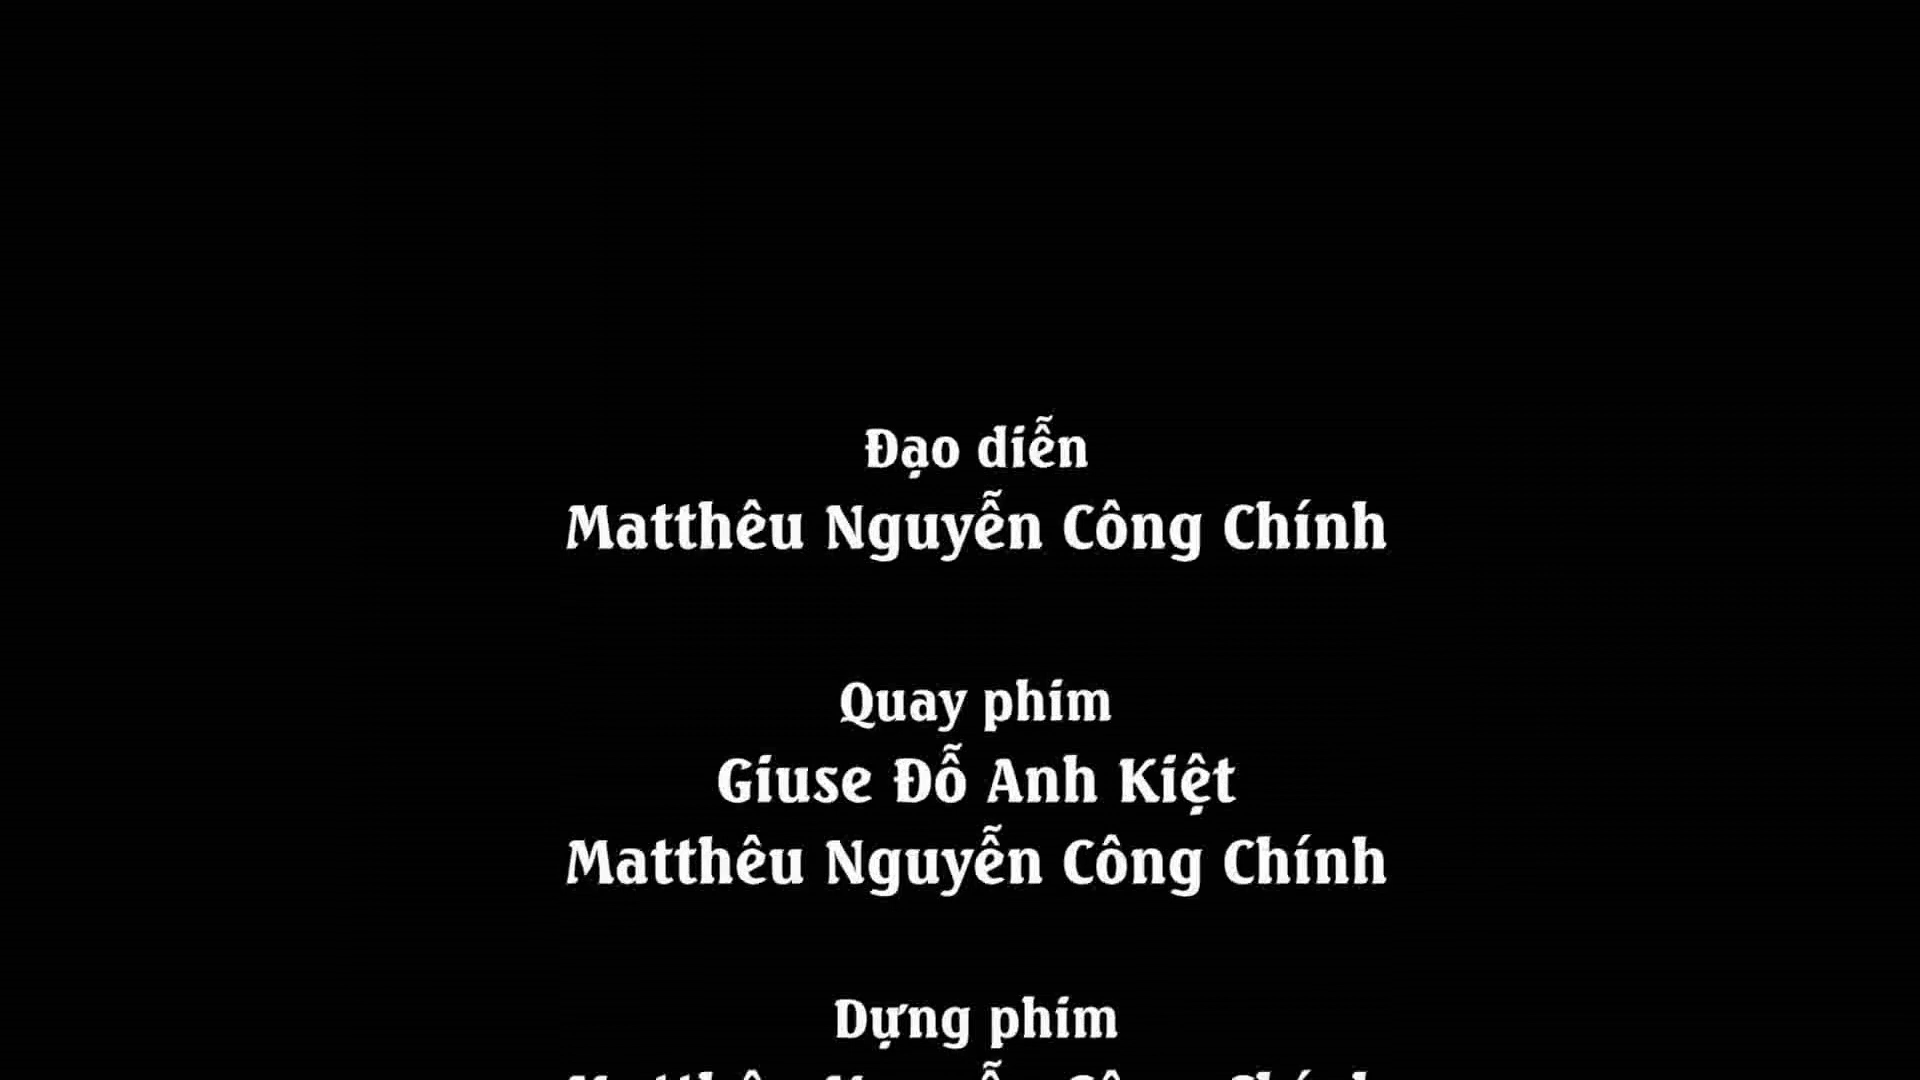 Đạo diễn
Matthêu Nguyễn Công Chính
Quay phim
Giuse Đỗ Anh Kiệt
Matthêu Nguyễn Công Chính
Dựng phim